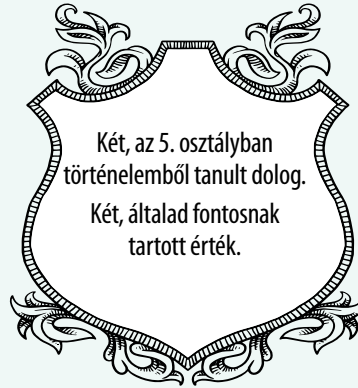 Két, az 5. osztályban
történelemből tanult dolog.
Két, általad fontosnak
tartott érték.